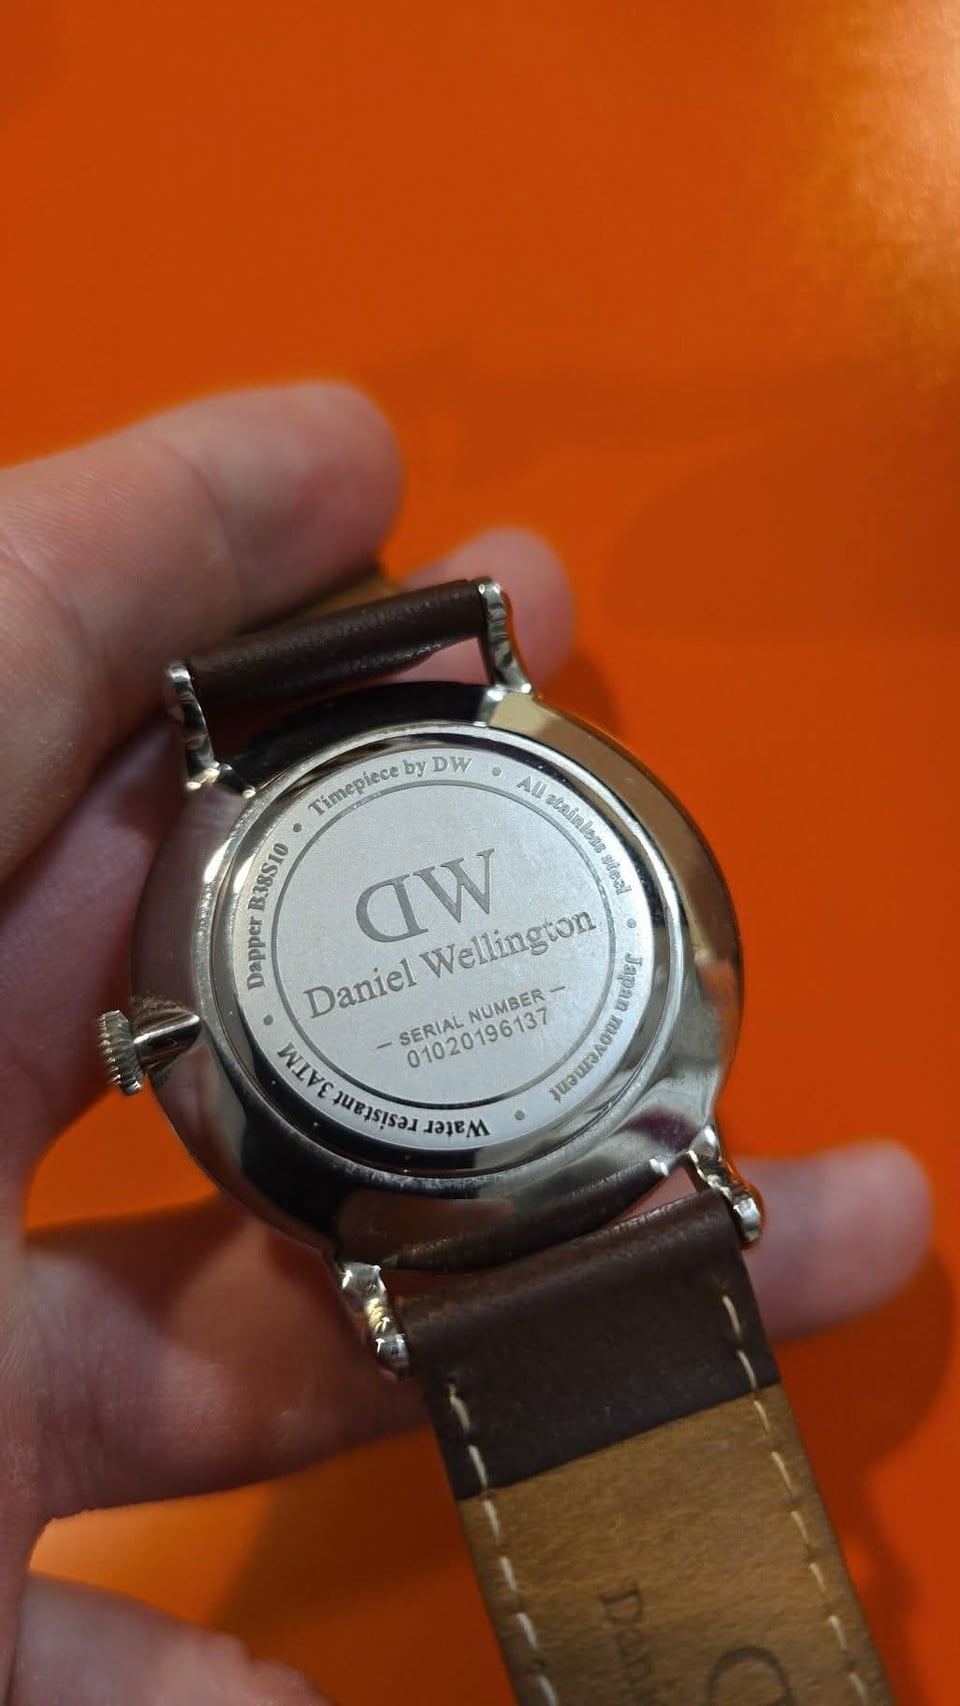 Timepiece by DW • All stainless steel • Japan movement • Water resistant 3ATM • Dapper B38S10 •
DW
Daniel Wellington
– SERIAL NUMBER –
01020196137